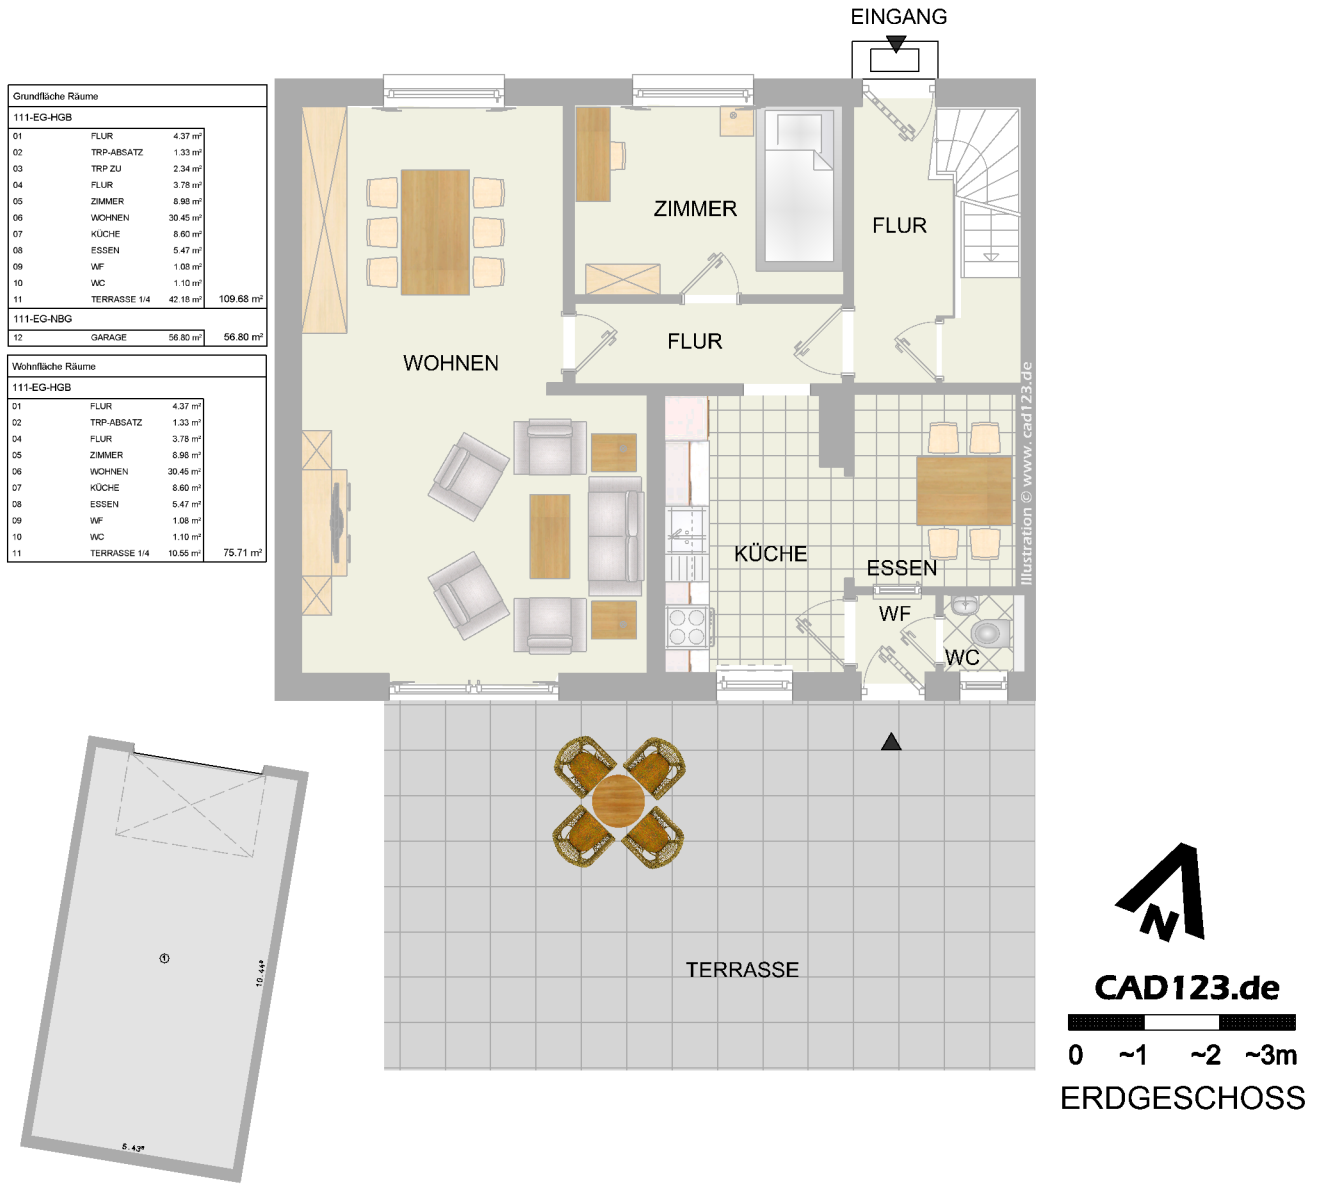 EINGANG
Grundfläche Räume
111-EG-HGB
01 FLUR 4.37 m²
02 TRP-ABSATZ 1.33 m²
03 TRP ZU 2.34 m²
04 FLUR 3.78 m²
05 ZIMMER 8.98 m²
06 WOHNEN 30.45 m²
07 KÜCHE 8.60 m²
08 ESSEN 5.47 m²
09 WF 1.08 m²
10 WC 1.10 m²
11 TERRASSE 1/4 42.18 m² 109.68 m²
111-EG-NBG
12 GARAGE 56.80 m² 56.80 m²
Wohnfläche Räume
111-EG-HGB
01 FLUR 4.37 m²
02 TRP-ABSATZ 1.33 m²
04 FLUR 3.78 m²
05 ZIMMER 8.98 m²
06 WOHNEN 30.45 m²
07 KÜCHE 8.60 m²
08 ESSEN 5.47 m²
09 WF 1.08 m²
10 WC 1.10 m²
11 TERRASSE 1/4 10.55 m² 75.71 m²
ZIMMER
FLUR
FLUR
WOHNEN
KÜCHE
ESSEN
WF
WC
Illustration © www.cad123.de
TERRASSE
1
10.44⁴
5.43⁵
N
CAD123.de
0 ~1 ~2 ~3m
ERDGESCHOSS